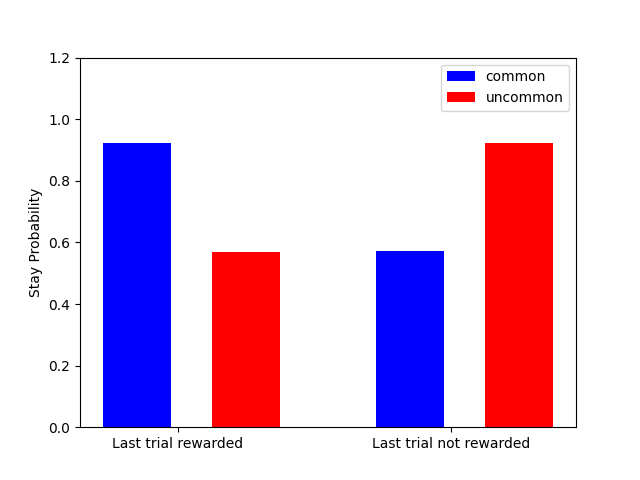 1.2
1.0
0.8
0.6
0.4
0.2
0.0
Stay Probability
common
uncommon
Last trial rewarded
Last trial not rewarded